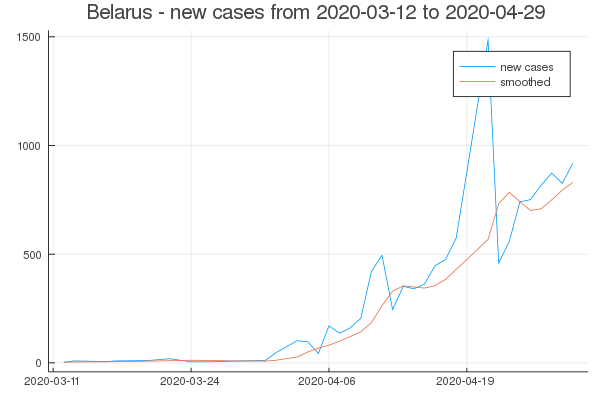 Belarus - new cases from 2020-03-12 to 2020-04-29
1500
new cases
smoothed
1000
500
0
2020-03-11 2020-03-24 2020-04-06 2020-04-19